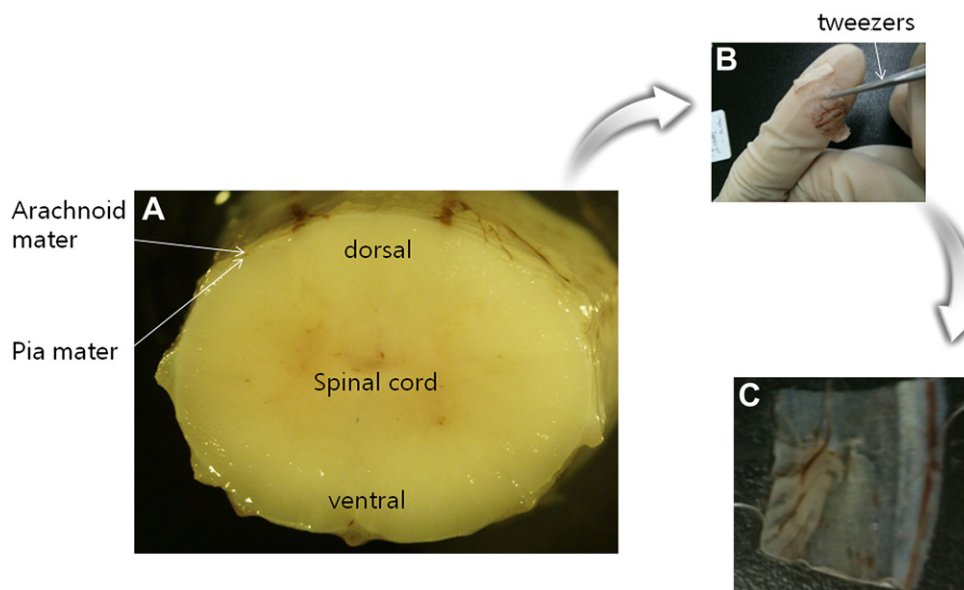 tweezers
B
Arachnoid
mater
A
dorsal
Pia mater
Spinal cord
C
ventral